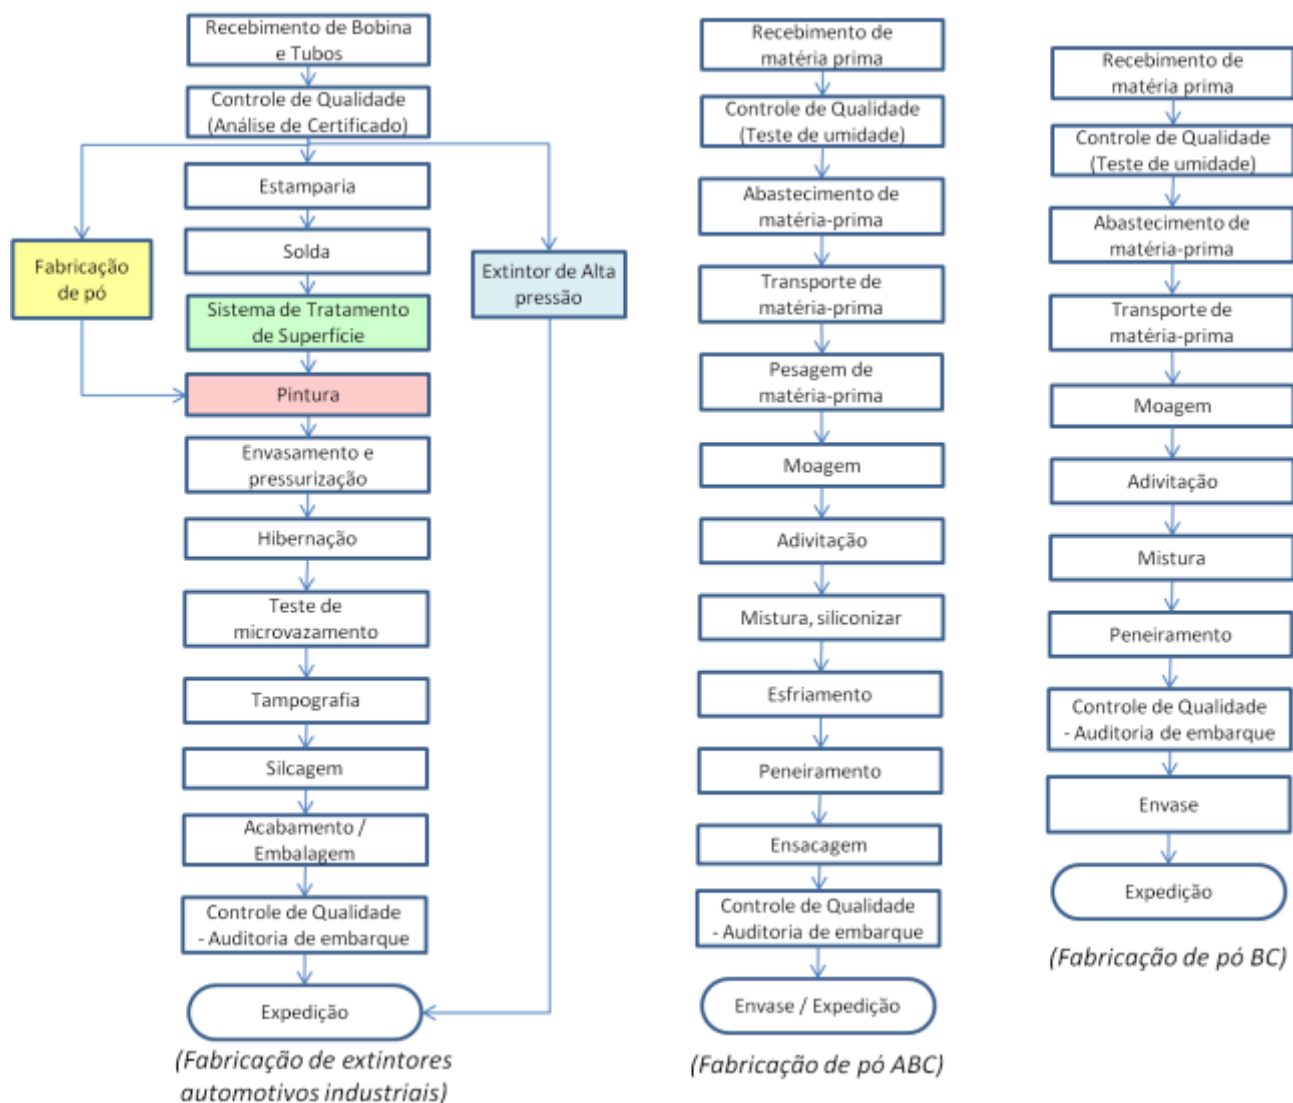 Recebimento de Bobina
e Tubos
Controle de Qualidade
(Análise de Certificado)
Estamparia
Solda
Fabricação
de pó
Extintor de Alta
pressão
Sistema de Tratamento
de Superfície
Pintura
Envasamento e
pressurização
Hibernação
Teste de
microvazamento
Tampografia
Silcagem
Acabamento /
Embalagem
Controle de Qualidade
- Auditoria de embarque
Expedição
(Fabricação de extintores
automotivos industriais)
Recebimento de
matéria prima
Controle de Qualidade
(Teste de umidade)
Abastecimento de
matéria-prima
Transporte de
matéria-prima
Pesagem de
matéria-prima
Moagem
Adivitação
Mistura, siliconizar
Esfriamento
Peneiramento
Ensacagem
Controle de Qualidade
- Auditoria de embarque
Envase / Expedição
(Fabricação de pó ABC)
Recebimento de
matéria prima
Controle de Qualidade
(Teste de umidade)
Abastecimento de
matéria-prima
Transporte de
matéria-prima
Moagem
Adivitação
Mistura
Peneiramento
Controle de Qualidade
- Auditoria de embarque
Envase
Expedição
(Fabricação de pó BC)